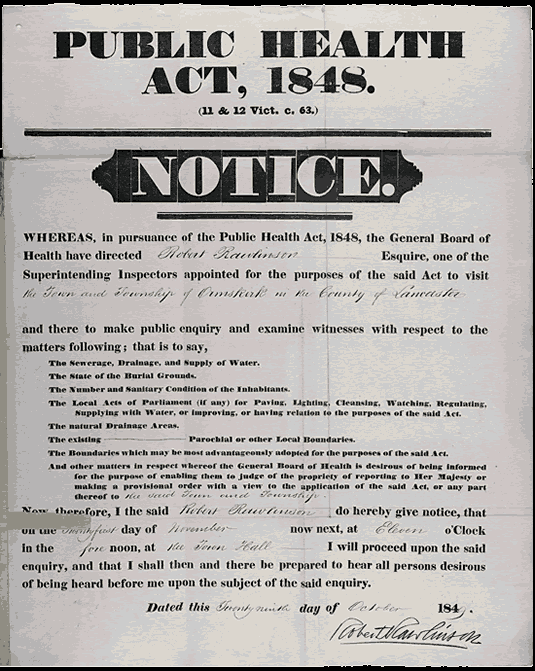 PUBLIC HEALTH
ACT, 1848.
(11 & 12 Vict. c. 63.)
NOTICE.
WHEREAS, in pursuance of the Public Health Act, 1848, the General Board of
Health have directed Robert Rawlinson Esquire, one of the
Superintending Inspectors appointed for the purposes of the said Act to visit
the Town and Township of Ormskirk in the County of Lancaster
and there to make public enquiry and examine witnesses with respect to the
matters following; that is to say,
The Sewerage, Drainage, and Supply of Water.
The State of the Burial Grounds.
The Number and Sanitary Condition of the Inhabitants.
The Local Acts of Parliament (if any) for Paving, Lighting, Cleansing, Watching, Regulating,
Supplying with Water, or improving, or having relation to the purposes of the said Act.
The natural Drainage Areas.
The existing Parochial or other Local Boundaries.
The Boundaries which may be most advantageously adopted for the purposes of the said Act.
And other matters in respect whereof the General Board of Health is desirous of being informed
for the purpose of enabling them to judge of the propriety of reporting to Her Majesty or
making a provisional order with a view to the application of the said Act, or any part
thereof to the said Town and Township.
Now, therefore, I the said Robert Rawlinson do hereby give notice, that
on the Twenty first day of November now next, at Eleven o'Clock
in the fore noon, at the Town Hall I will proceed upon the said
enquiry, and that I shall then and there be prepared to hear all persons desirous
of being heard before me upon the subject of the said enquiry.
Dated this Twenty ninth day of October 1849.
Robert Rawlinson